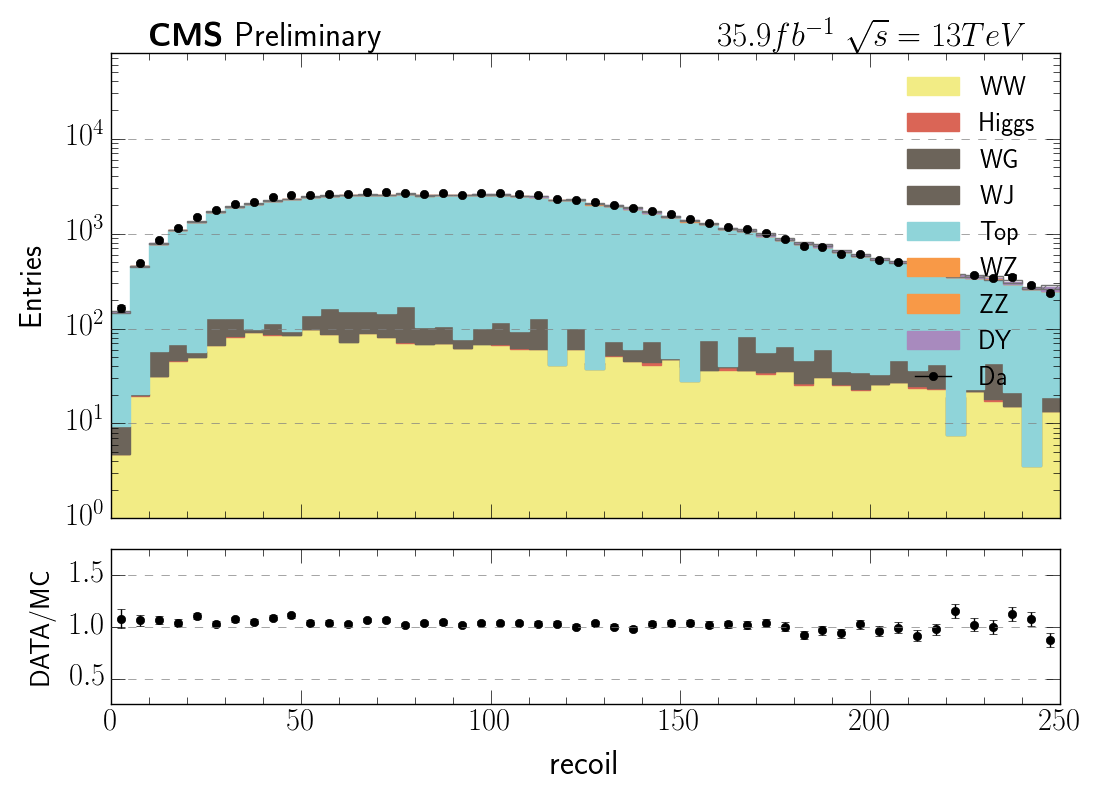 CMS Preliminary 35.9fb⁻¹ √s = 13TeV
Entries
10⁴
10³
10²
10¹
10⁰
WW
Higgs
WG
WJ
Top
WZ
ZZ
DY
Da
DATA/MC
1.5
1.0
0.5
0 50 100 150 200 250
recoil